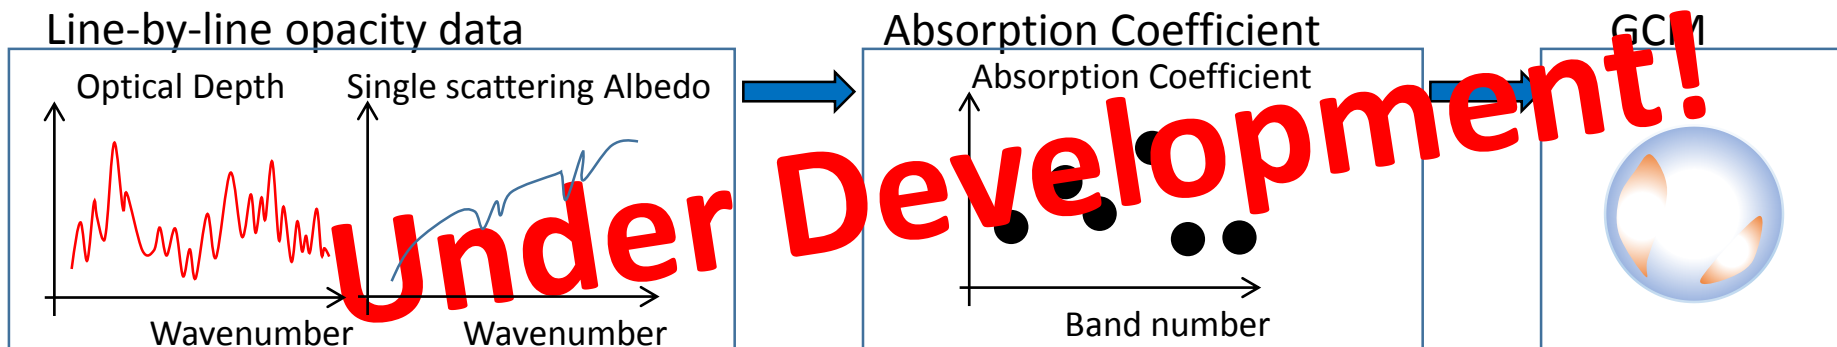 Line-by-line opacity data
Optical Depth
Single scattering Albedo
Wavenumber
Wavenumber
Absorption Coefficient
Absorption Coefficient
Band number
GCM
Under Development!